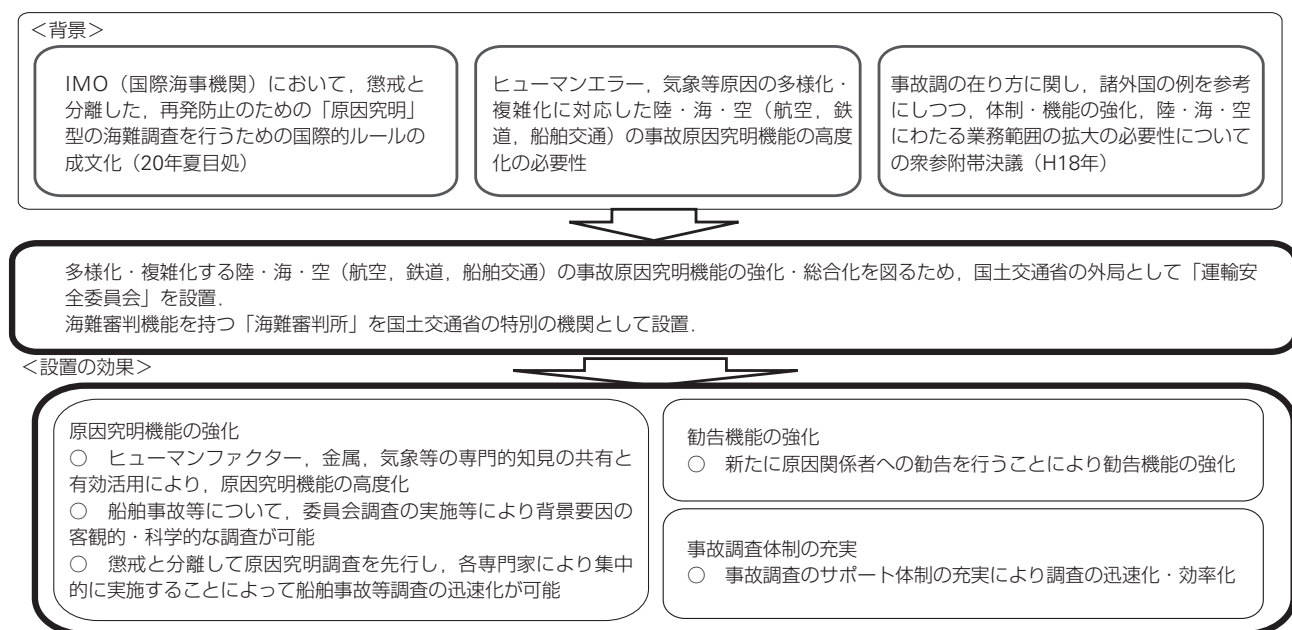 ＜背景＞
IMO（国際海事機関）において，懲戒と
分離した，再発防止のための「原因究明」
型の海難調査を行うための国際的ルールの
成文化（20年夏目処）
ヒューマンエラー，気象等原因の多様化・
複雑化に対応した陸・海・空（航空，鉄
道，船舶交通）の事故原因究明機能の高度
化の必要性
事故調の在り方に関し，諸外国の例を参考
にしつつ，体制・機能の強化，陸・海・空
にわたる業務範囲の拡大の必要性について
の衆参附帯決議（H18年）
多様化・複雑化する陸・海・空（航空，鉄道，船舶交通）の事故原因究明機能の強化・総合化を図るため，国土交通省の外局として「運輸安
全委員会」を設置．
海難審判機能を持つ「海難審判所」を国土交通省の特別の機関として設置．
＜設置の効果＞
原因究明機能の強化
○　ヒューマンファクター，金属，気象等の専門的知見の共有と
有効活用により，原因究明機能の高度化
○　船舶事故等について，委員会調査の実施等により背景要因の
客観的・科学的な調査が可能
○　懲戒と分離して原因究明調査を先行し，各専門家により集中
的に実施することによって船舶事故等調査の迅速化が可能
勧告機能の強化
○　新たに原因関係者への勧告を行うことにより勧告機能の強化
事故調査体制の充実
○　事故調査のサポート体制の充実により調査の迅速化・効率化